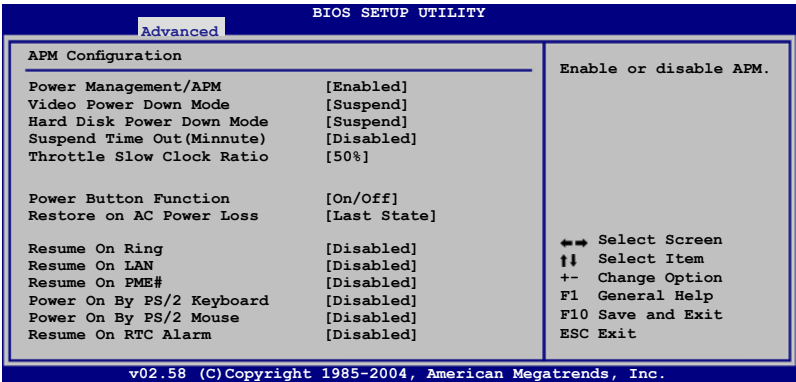 BIOS SETUP UTILITY
Advanced
APM Configuration
Power Management/APM [Enabled]
Video Power Down Mode [Suspend]
Hard Disk Power Down Mode [Suspend]
Suspend Time Out(Minnute) [Disabled]
Throttle Slow Clock Ratio [50%]
Power Button Function [On/Off]
Restore on AC Power Loss [Last State]
Resume On Ring [Disabled]
Resume On LAN [Disabled]
Resume On PME# [Disabled]
Power On By PS/2 Keyboard [Disabled]
Power On By PS/2 Mouse [Disabled]
Resume On RTC Alarm [Disabled]
Enable or disable APM.
←→ Select Screen
↑↓ Select Item
+- Change Option
F1 General Help
F10 Save and Exit
ESC Exit
v02.58 (C)Copyright 1985-2004, American Megatrends, Inc.